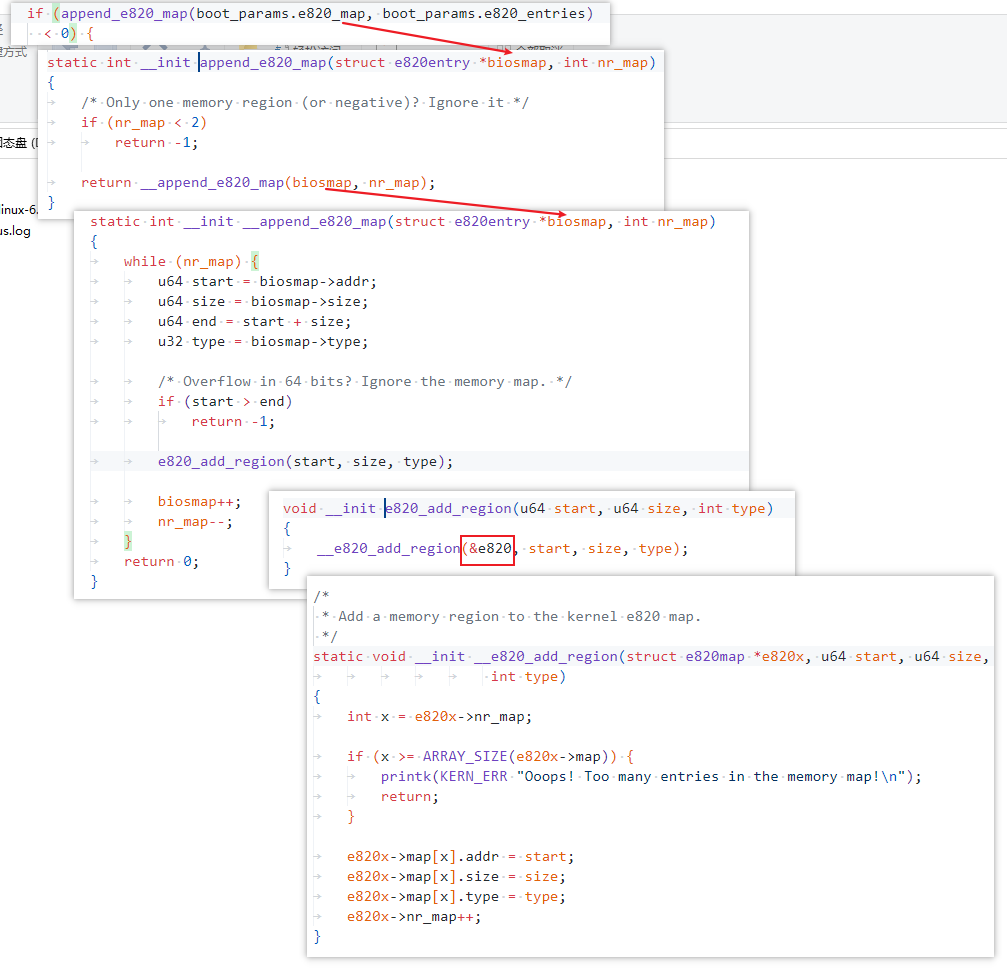 if (append_e820_map(boot_params.e820_map, boot_params.e820_entries)
< 0) {
static int __init append_e820_map(struct e820entry *biosmap, int nr_map)
{
/* Only one memory region (or negative)? Ignore it */
if (nr_map < 2)
return -1;
return __append_e820_map(biosmap, nr_map);
}
static int __init __append_e820_map(struct e820entry *biosmap, int nr_map)
{
while (nr_map) {
u64 start = biosmap->addr;
u64 size = biosmap->size;
u64 end = start + size;
u32 type = biosmap->type;
/* Overflow in 64 bits? Ignore the memory map. */
if (start > end)
return -1;
e820_add_region(start, size, type);
biosmap++;
nr_map--;
}
return 0;
}
void __init e820_add_region(u64 start, u64 size, int type)
{
__e820_add_region(&e820, start, size, type);
}
/*
* Add a memory region to the kernel e820 map.
*/
static void __init __e820_add_region(struct e820map *e820x, u64 start, u64 size,
int type)
{
int x = e820x->nr_map;
if (x >= ARRAY_SIZE(e820x->map)) {
printk(KERN_ERR "Ooops! Too many entries in the memory map!\n");
return;
}
e820x->map[x].addr = start;
e820x->map[x].size = size;
e820x->map[x].type = type;
e820x->nr_map++;
}
方式
态盘 (
inux-6.
us.log